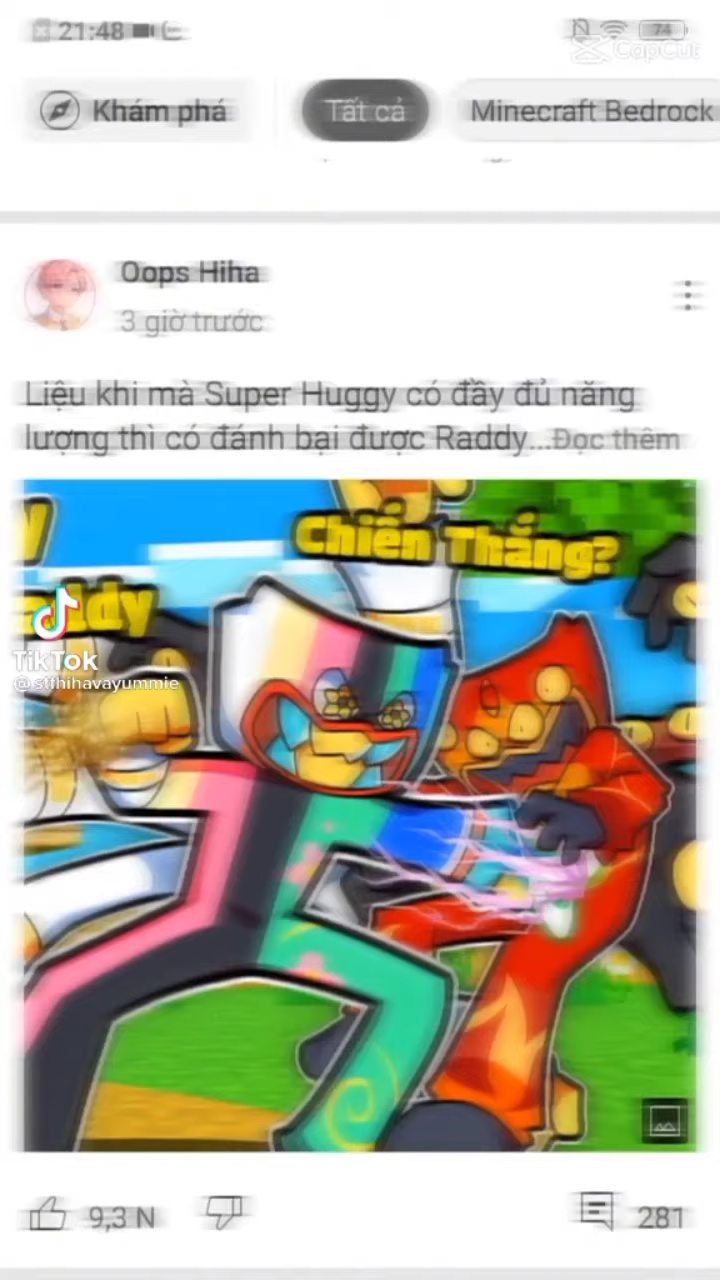 21:48
74
CapCut
Khám phá
Tất cả
Minecraft Bedrock
Oops Hiha
3 giờ trước
Liệu khi mà Super Huggy có đầy đủ năng
lượng thì có đánh bại được Raddy...Đọc thêm
Chiến Thắng?
TikTok
@stthihavayummie
9,3 N
281